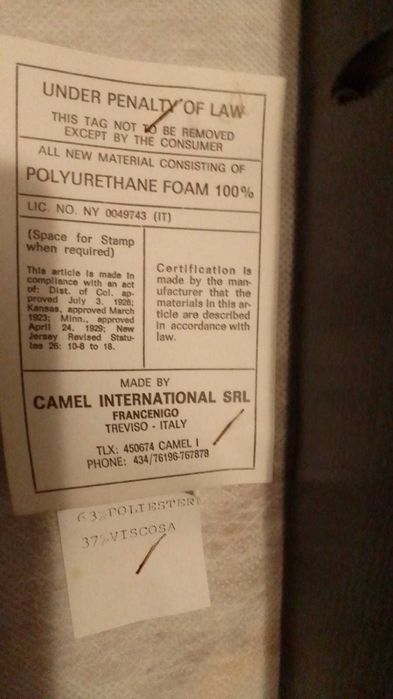 UNDER PENALTY OF LAW
THIS TAG NOT TO BE REMOVED
EXCEPT BY THE CONSUMER
ALL NEW MATERIAL CONSISTING OF
POLYURETHANE FOAM 100%
LIC. NO. NY 0049743 (IT)
(Space for Stamp
when required)
This article is made in
compliance with an act
of: Dist. of Col. ap-
proved July 3, 1926;
Kansas, approved March
1923; Minn., approved
April 24, 1929; New
Jersey Revised Statu-
tes 26: 10-6 to 18.
Certification is
made by the man-
ufacturer that the
materials in this ar-
ticle are described
in accordance with
law.
MADE BY
CAMEL INTERNATIONAL SRL
FRANCENIGO
TREVISO - ITALY
TLX: 450674 CAMEL I
PHONE: 434/76196-767878
63%POLIESTERE
37%VISCOSA